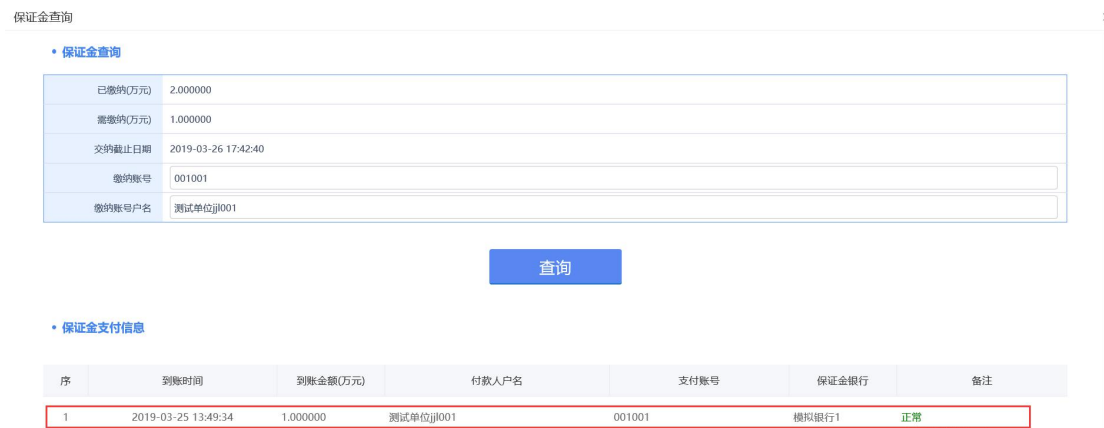 保证金查询
• 保证金查询
已缴纳(万元) 2.000000
需缴纳(万元) 1.000000
交纳截止日期 2019-03-26 17:42:40
缴纳账号 001001
缴纳账号户名 测试单位jjl001
查询
• 保证金支付信息
序 到账时间 到账金额(万元) 付款人户名 支付账号 保证金银行 备注
1 2019-03-25 13:49:34 1.000000 测试单位jjl001 001001 模拟银行1 正常